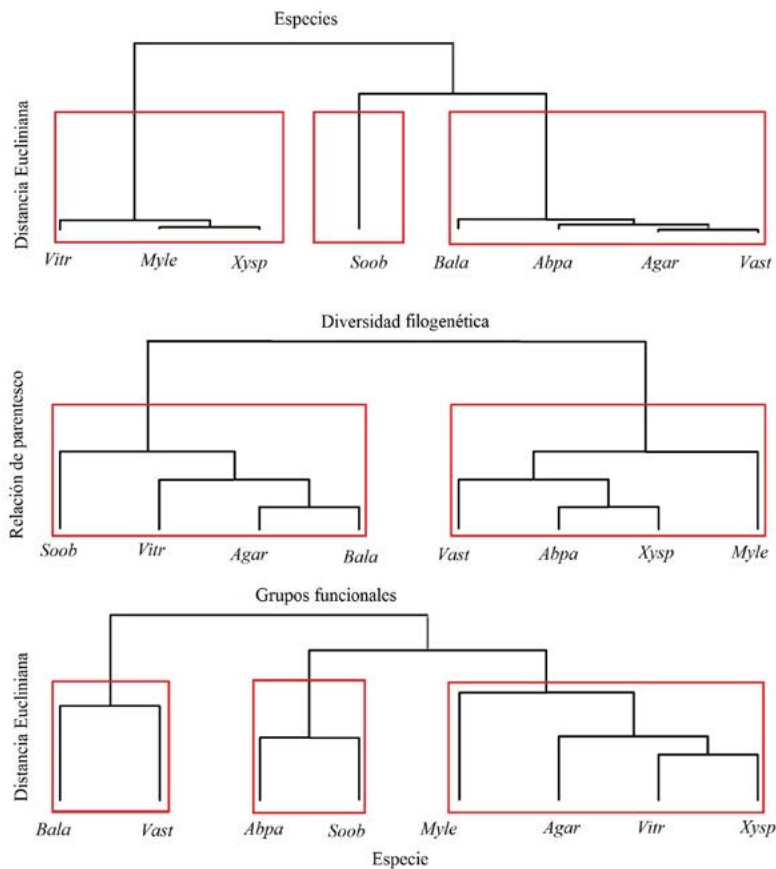 Especies
Distancia Eucliniana
Vitr Myle Xysp Soob Bala Abpa Agar Vast
Diversidad filogenética
Relación de parentesco
Soob Vitr Agar Bala Vast Abpa Xysp Myle
Grupos funcionales
Distancia Eucliniana
Bala Vast Abpa Soob Myle Agar Vitr Xysp
Especie